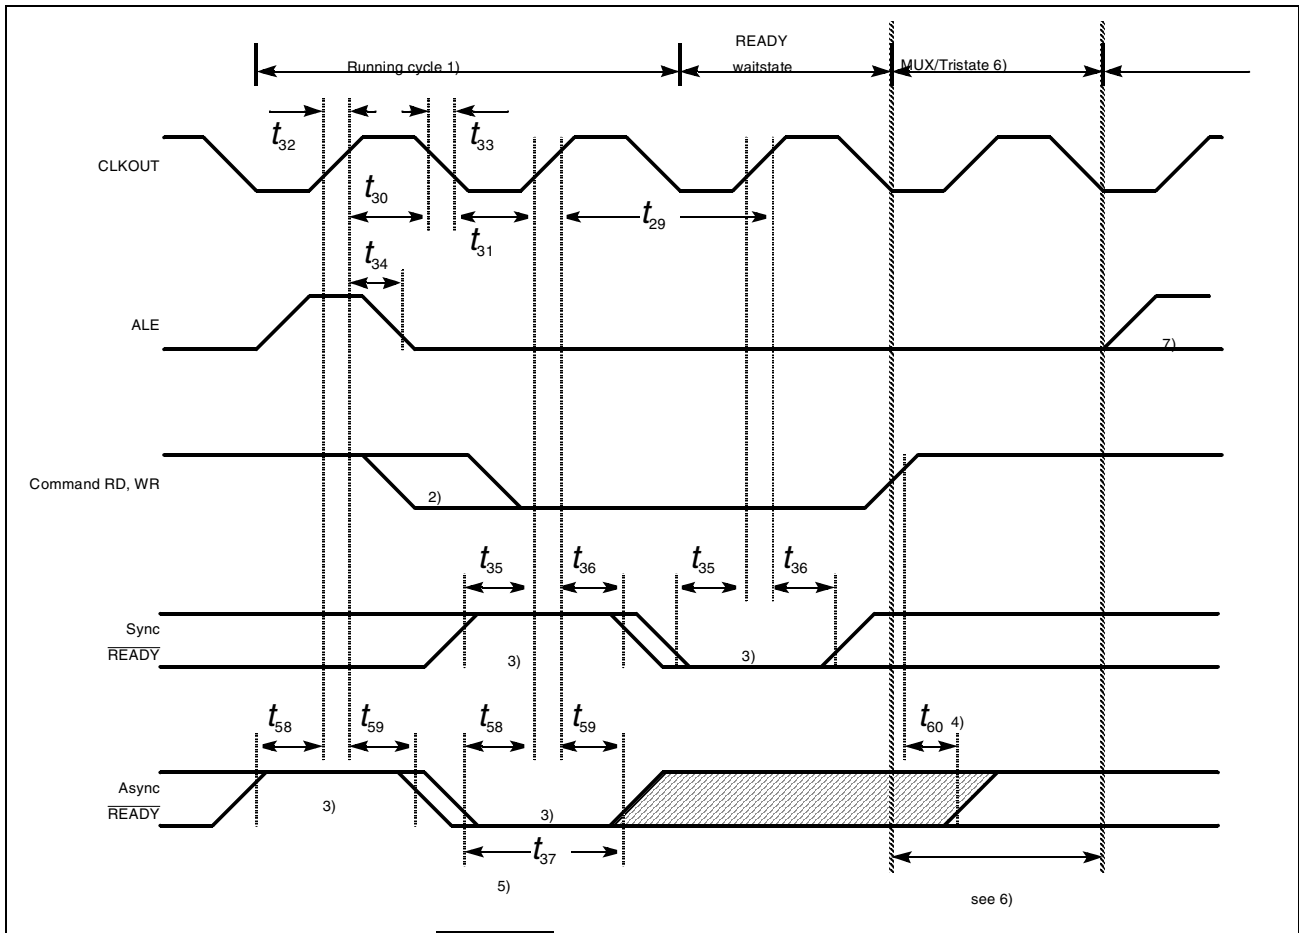 READY
Running cycle 1)
waitstate
MUX/Tristate 6)
t32
t33
CLKOUT
t30
t29
t31
t34
ALE
7)
Command RD, WR
2)
t35
t36
t35
t36
Sync
READY
3)
3)
t58
t59
t58
t59
t60 4)
Async
READY
3)
3)
t37
5)
see 6)